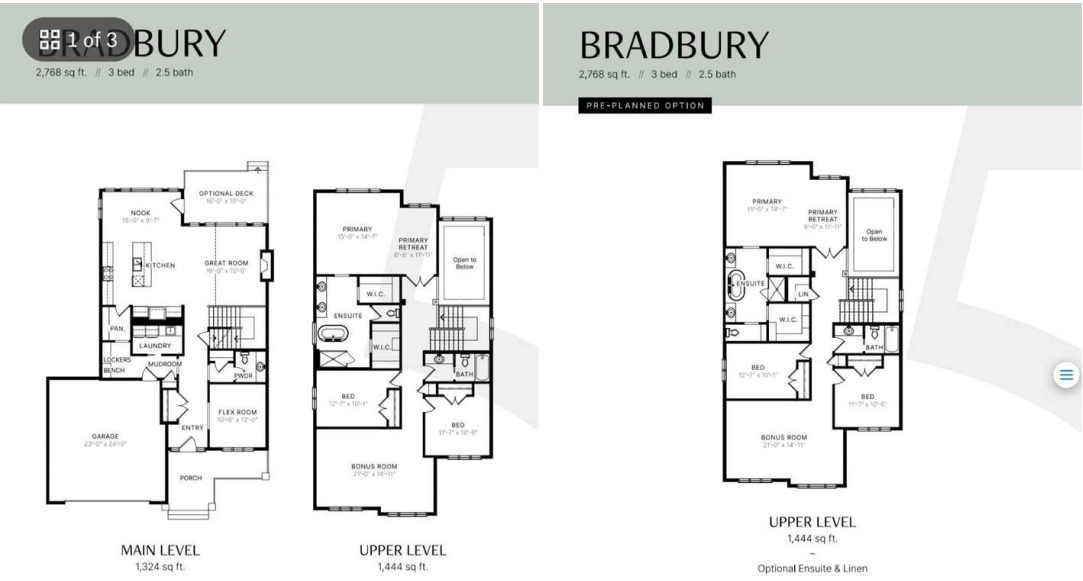 1 of 3
BRADBURY
2,768 sq ft. // 3 bed // 2.5 bath
OPTIONAL DECK
16'-0" x 10'-0"
NOOK
15'-0" x 9'-7"
KITCHEN
GREAT ROOM
16'-0" x 15'-0"
PAN.
LAUNDRY
LOCKERS
BENCH
MUDROOM
PWDR
FLEX ROOM
10'-6" x 12'-0"
GARAGE
23'-0" x 24'-0"
ENTRY
PORCH
MAIN LEVEL
1,324 sq ft.
PRIMARY
15'-0" x 14'-7"
PRIMARY
RETREAT
6'-6" x 11'-11"
Open to
Below
W.I.C.
ENSUITE
W.I.C.
BATH
BED
12'-7" x 10'-1"
BED
11'-7" x 10'-6"
BONUS ROOM
21'-0" x 14'-11"
UPPER LEVEL
1,444 sq ft.
BRADBURY
2,768 sq ft. // 3 bed // 2.5 bath
PRE-PLANNED OPTION
PRIMARY
15'-0" x 14'-7"
PRIMARY
RETREAT
6'-6" x 11'-11"
Open
to Below
W.I.C.
ENSUITE
LIN
W.I.C.
BATH
BED
12'-7" x 10'-1"
BED
11'-7" x 10'-6"
BONUS ROOM
21'-0" x 14'-11"
UPPER LEVEL
1,444 sq ft.
–
Optional Ensuite & Linen